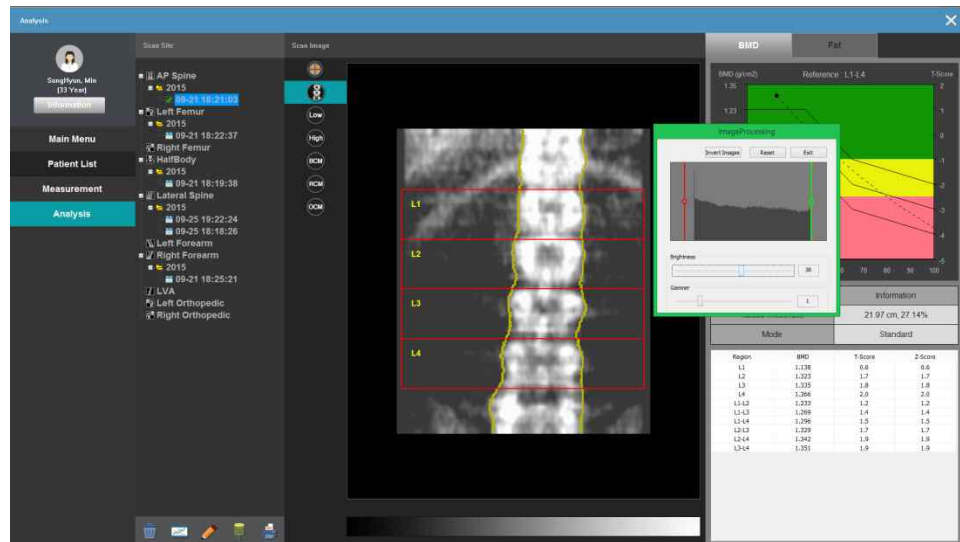 Analysis
SungHyun, Min
(33 Year)
Information
Main Menu
Patient List
Measurement
Analysis
Scan Site
AP Spine
2015
09-21 18:21:03
Left Femur
2015
09-21 18:22:37
Right Femur
HalfBody
2015
09-21 18:19:38
Lateral Spine
2015
09-25 19:22:24
09-25 18:18:26
Left Forearm
Right Forearm
2015
09-21 18:25:21
LVA
Left Orthopedic
Right Orthopedic
Scan Image
Low
High
BCM
RCM
OCM
L1
L2
L3
L4
BMD Fat
BMD (g/cm2) Reference : L1-L4 T-Score
1.35 2
1.23
0
-1
-2
-3
-4
-5
70 80 90 100
ImageProcessing
Invert Images Reset Exit
Brightness
Gammer
1
Information
21.97 cm, 27.14%
Mode Standard
Region BMD T-Score Z-Score
L1 1.138 0.6 0.6
L2 1.323 1.7 1.7
L3 1.335 1.8 1.8
L4 1.366 2.0 2.0
L1-L2 1.233 1.2 1.2
L1-L3 1.269 1.4 1.4
L1-L4 1.296 1.5 1.5
L2-L3 1.329 1.7 1.7
L2-L4 1.342 1.9 1.9
L3-L4 1.351 1.9 1.9